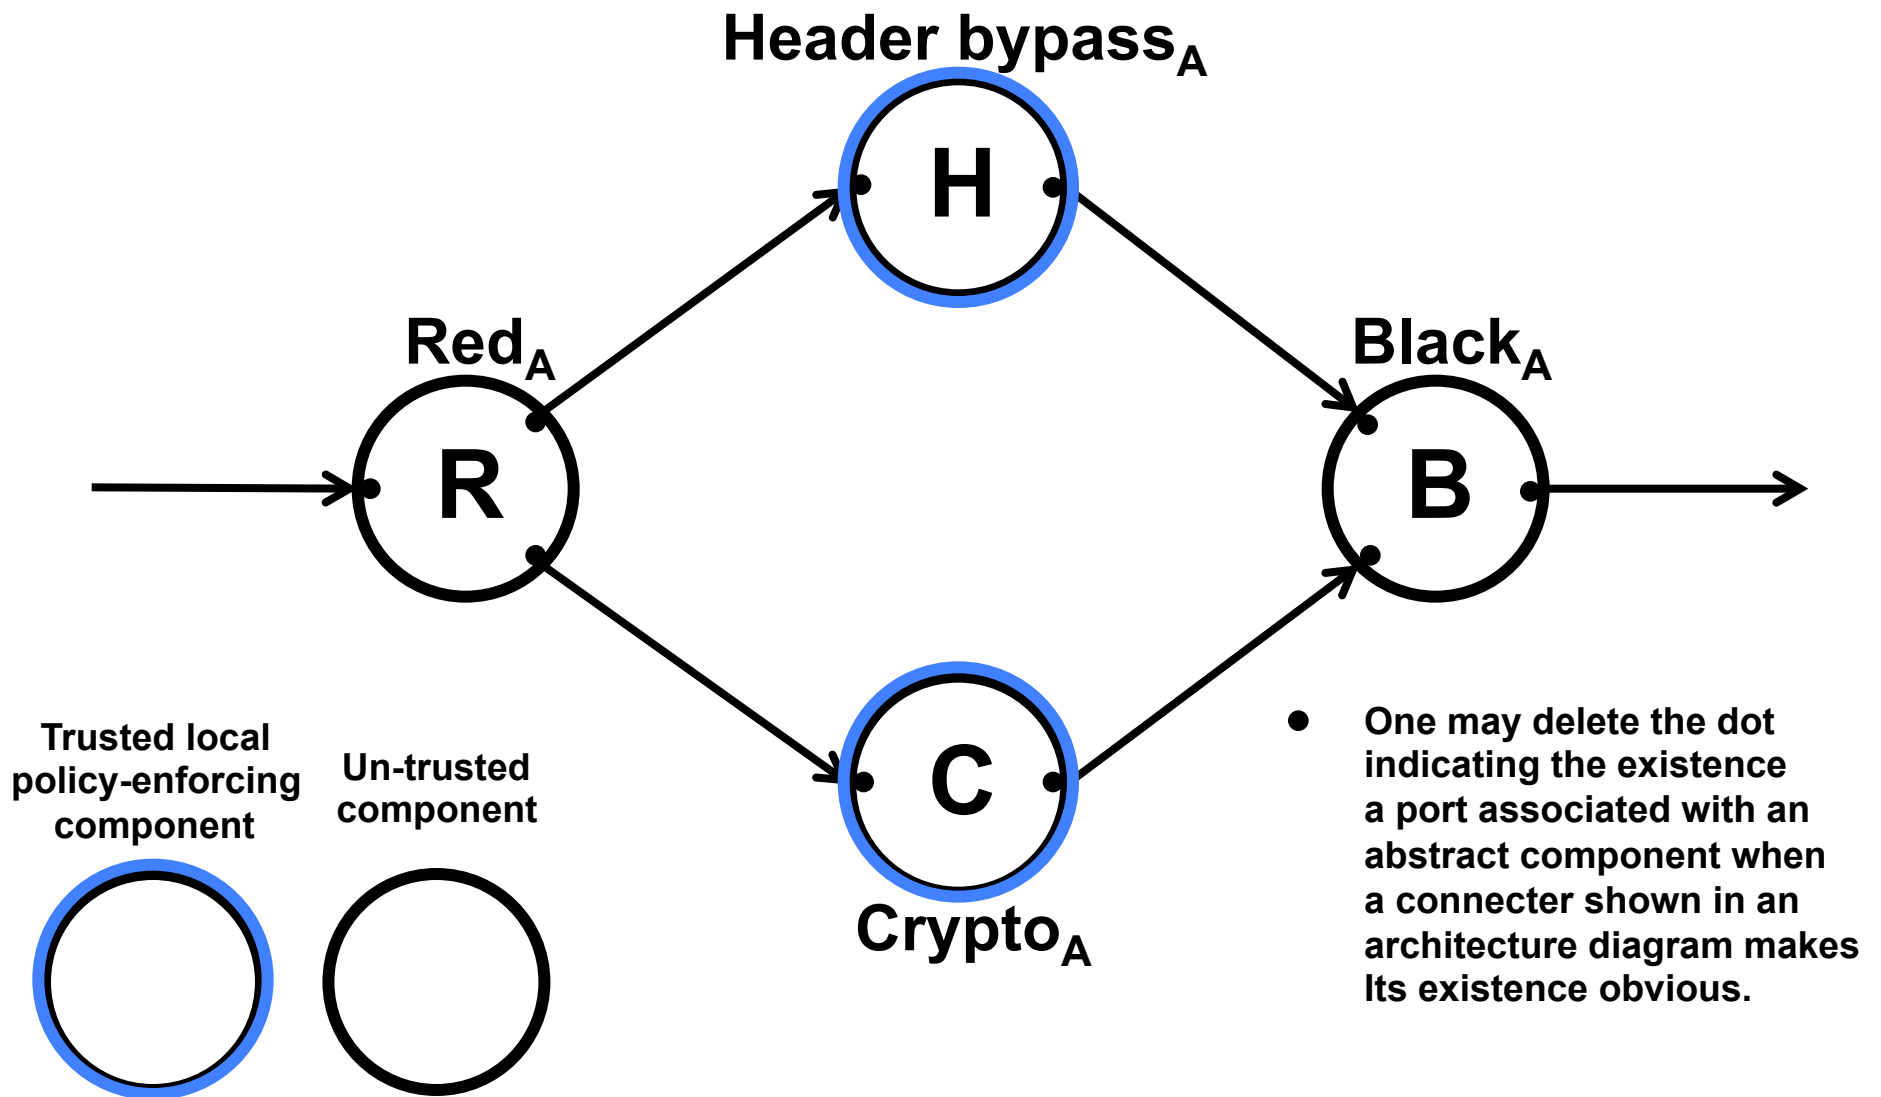 Header bypassA
H
RedA
BlackA
R
B
C
CryptoA
Trusted local
policy-enforcing
component
Un-trusted
component
• One may delete the dot
indicating the existence
a port associated with an
abstract component when
a connecter shown in an
architecture diagram makes
Its existence obvious.